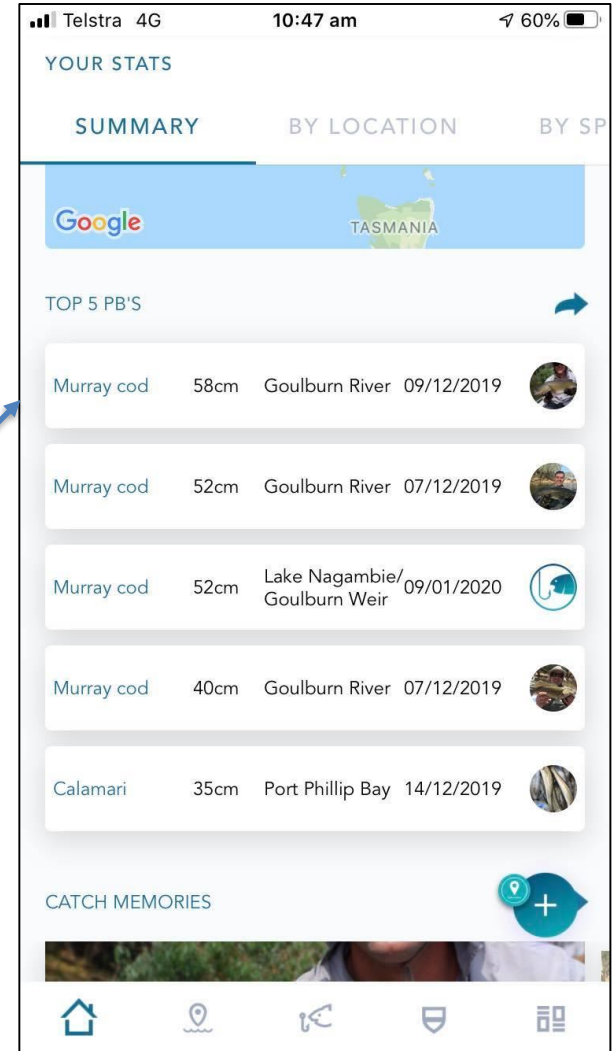 Telstra 4G 10:47 am 60%
YOUR STATS
SUMMARY BY LOCATION BY SP
Google TASMANIA
TOP 5 PB'S
Murray cod 58cm Goulburn River 09/12/2019
Murray cod 52cm Goulburn River 07/12/2019
Murray cod 52cm Lake Nagambie/ 09/01/2020
Goulburn Weir
Murray cod 40cm Goulburn River 07/12/2019
Calamari 35cm Port Phillip Bay 14/12/2019
CATCH MEMORIES